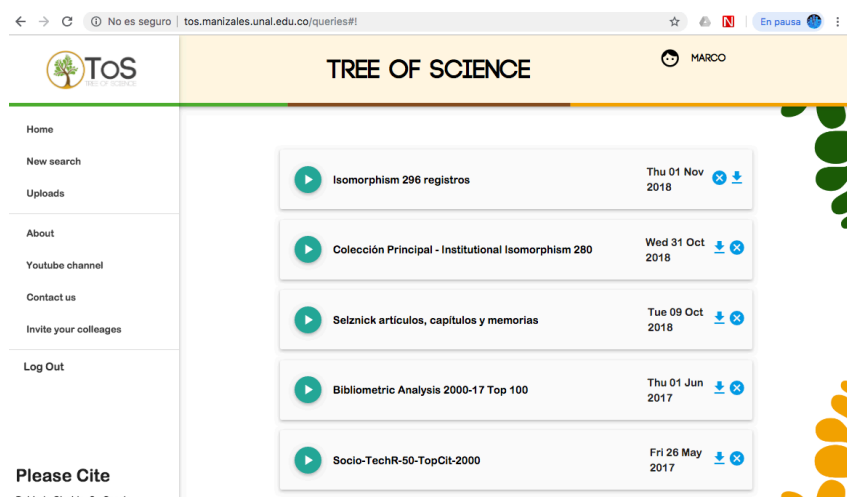 No es seguro | tos.manizales.unal.edu.co/queries#!
N
En pausa
ToS
TREE OF SCIENCE
TREE OF SCIENCE
MARCO
Home
New search
Uploads
About
Youtube channel
Contact us
Invite your colleages
Log Out
Please Cite
Isomorphism 296 registros
Thu 01 Nov
2018
Colección Principal - Institutional Isomorphism 280
Wed 31 Oct
2018
Selznick artículos, capítulos y memorias
Tue 09 Oct
2018
Bibliometric Analysis 2000-17 Top 100
Thu 01 Jun
2017
Socio-TechR-50-TopCit-2000
Fri 26 May
2017